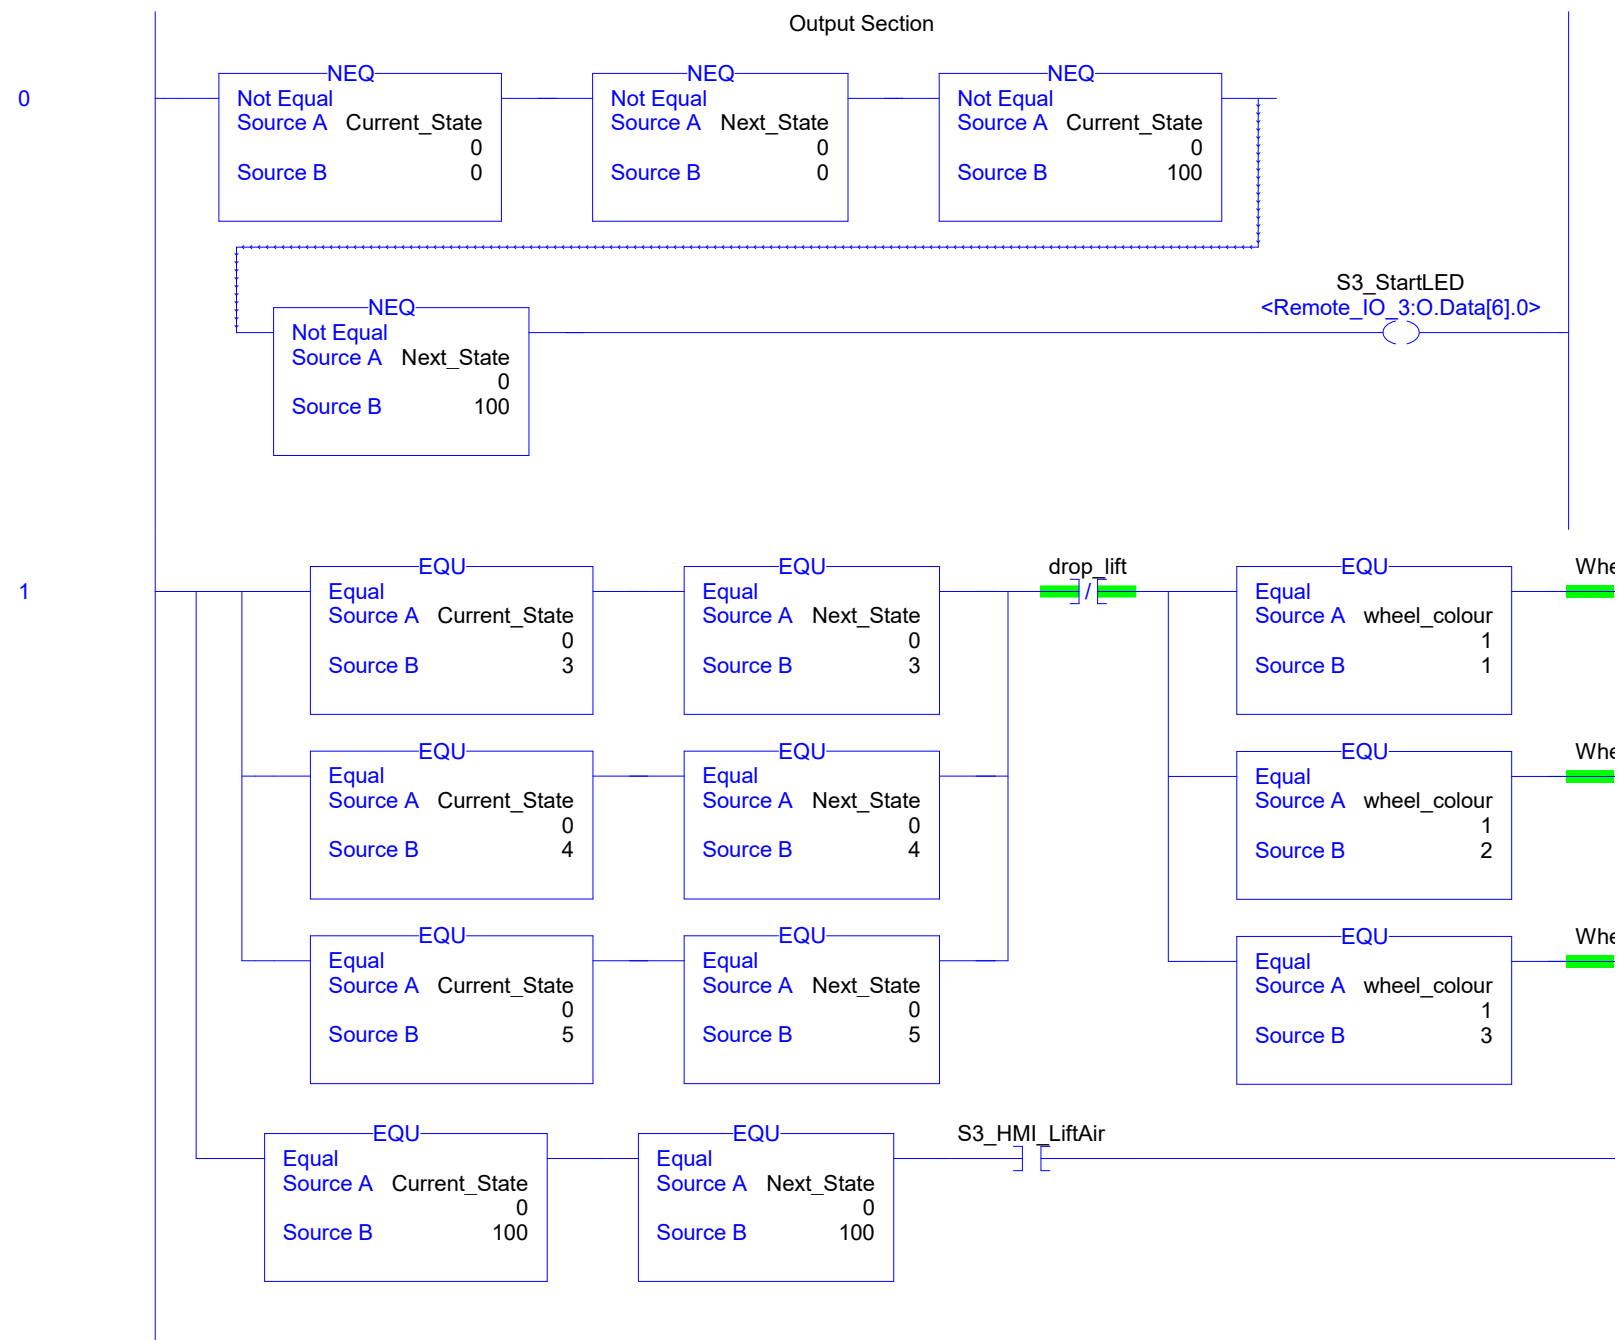 Output Section
0
NEQ
Not Equal
Source A Current_State
0
Source B 0
NEQ
Not Equal
Source A Next_State
0
Source B 0
NEQ
Not Equal
Source A Current_State
0
Source B 100
NEQ
Not Equal
Source A Next_State
0
Source B 100
S3_StartLED
<Remote_IO_3:O.Data[6].0>
1
EQU
Equal
Source A Current_State
0
Source B 3
EQU
Equal
Source A Next_State
0
Source B 3
drop_lift
/
EQU
Equal
Source A wheel_colour
1
Source B 1
Whe
EQU
Equal
Source A Current_State
0
Source B 4
EQU
Equal
Source A Next_State
0
Source B 4
EQU
Equal
Source A wheel_colour
1
Source B 2
Whe
EQU
Equal
Source A Current_State
0
Source B 5
EQU
Equal
Source A Next_State
0
Source B 5
EQU
Equal
Source A wheel_colour
1
Source B 3
Whe
EQU
Equal
Source A Current_State
0
Source B 100
EQU
Equal
Source A Next_State
0
Source B 100
S3_HMI_LiftAir